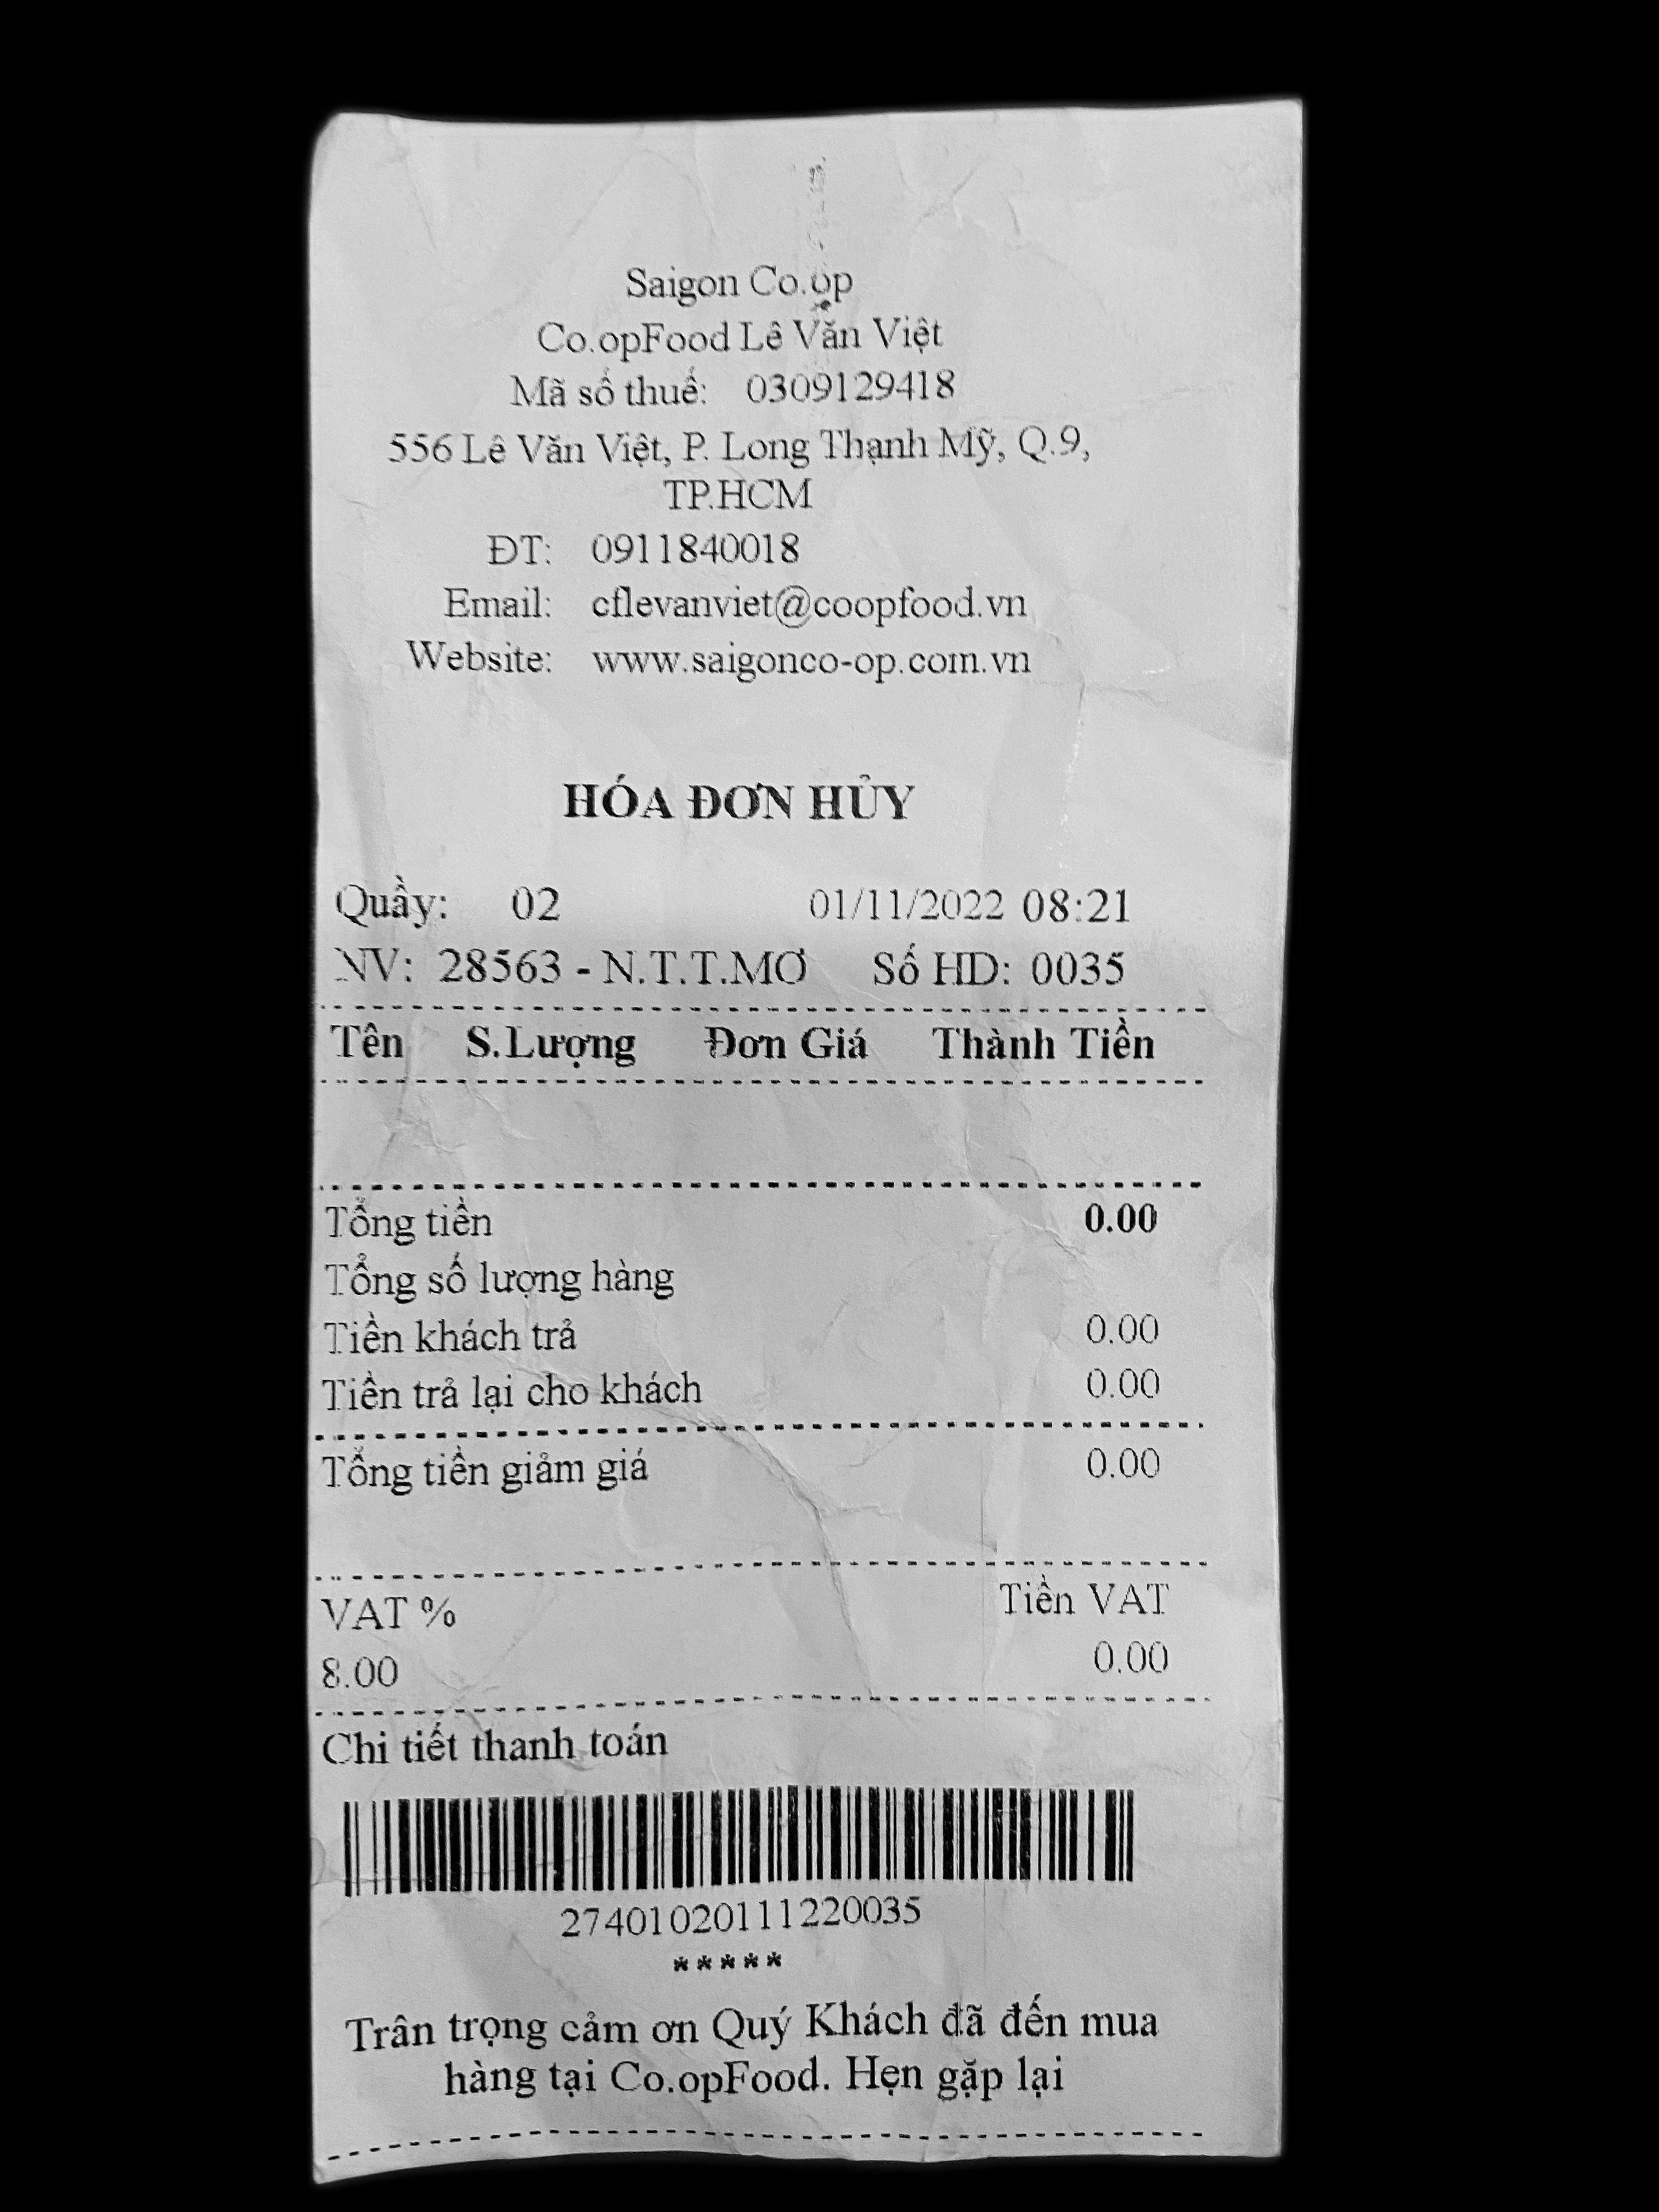 Saigon Co.op
Co.opFood Lê Văn Việt
Mã số thuế: 0309129418
556 Lê Văn Việt, P. Long Thạnh Mỹ, Q.9,
TP.HCM
ĐT: 0911840018
Email: cflevanviet@coopfood.vn
Website: www.saigonco-op.com.vn
HÓA ĐƠN HỦY
Quầy: 02 01/11/2022 08:21
NV: 28563 - N.T.T.MƠ Số HD: 0035
Tên S.Lượng Đơn Giá Thành Tiền
Tổng tiền 0.00
Tổng số lượng hàng
Tiền khách trả 0.00
Tiền trả lại cho khách 0.00
Tổng tiền giảm giá 0.00
VAT % Tiền VAT
8.00 0.00
Chi tiết thanh toán
27401020111220035
*****
Trân trọng cảm ơn Quý Khách đã đến mua
hàng tại Co.opFood. Hẹn gặp lại